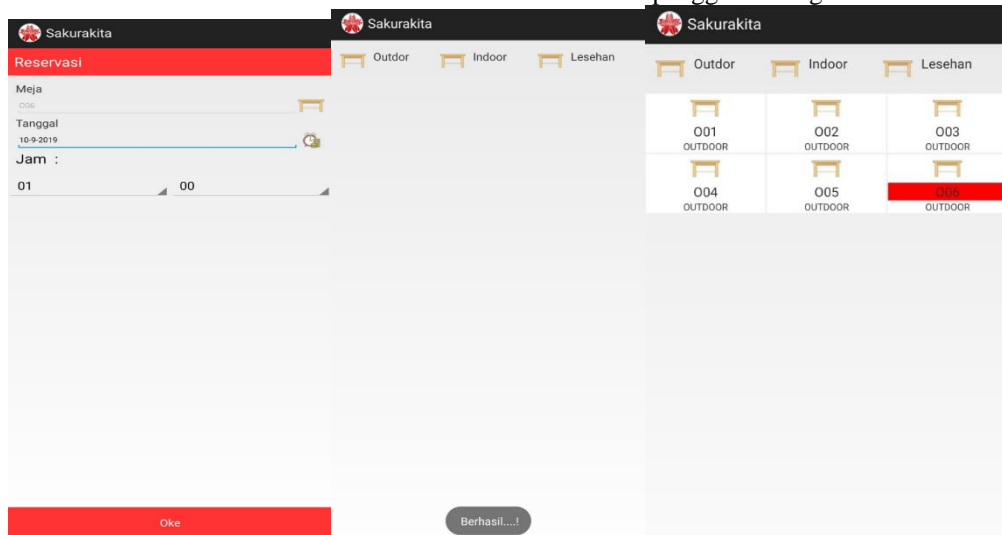 Sakurakita
Reservasi
Meja
O06
Tanggal
10-9-2019
Jam :
01 00
Oke
Sakurakita
Outdor Indoor Lesehan
Berhasil....!
Sakurakita
Outdor Indoor Lesehan
O01 O02 O03
OUTDOOR OUTDOOR OUTDOOR
O04 O05 O06
OUTDOOR OUTDOOR OUTDOOR